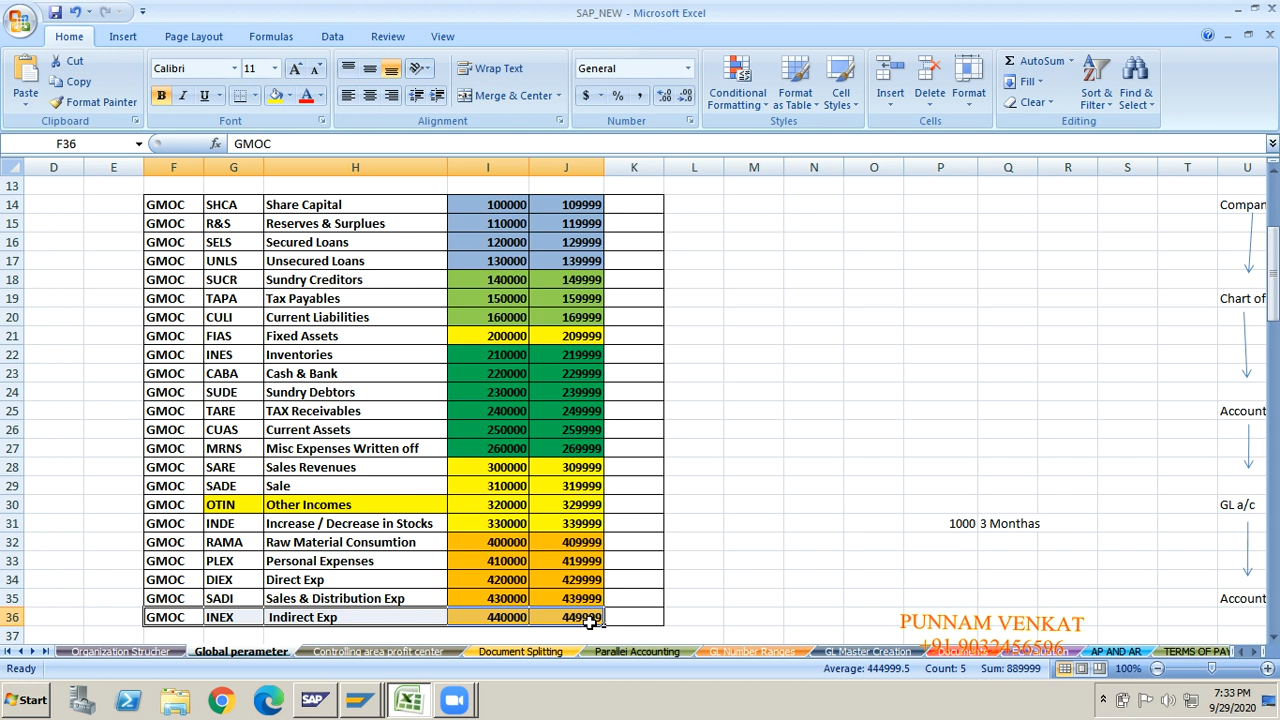 SAP_NEW - Microsoft Excel
Home Insert Page Layout Formulas Data Review View
Paste
Cut
Copy
Format Painter
Clipboard
Calibri 11
B I U
Font
Wrap Text
Merge & Center
Alignment
General
$ % ,
Number
Conditional Formatting
Format as Table
Cell Styles
Styles
Insert Delete Format
Cells
AutoSum
Fill
Clear
Sort & Filter
Find & Select
Editing
F36 fx GMOC
D E F G H I J K L M N O P Q R S T U
13
14 GMOC SHCA Share Capital 100000 109999 Compan
15 GMOC R&S Reserves & Surplues 110000 119999
16 GMOC SELS Secured Loans 120000 129999
17 GMOC UNLS Unsecured Loans 130000 139999
18 GMOC SUCR Sundry Creditors 140000 149999
19 GMOC TAPA Tax Payables 150000 159999 Chart of
20 GMOC CULI Current Liabilities 160000 169999
21 GMOC FIAS Fixed Assets 200000 209999
22 GMOC INES Inventories 210000 219999
23 GMOC CABA Cash & Bank 220000 229999
24 GMOC SUDE Sundry Debtors 230000 239999
25 GMOC TARE TAX Receivables 240000 249999 Account
26 GMOC CUAS Current Assets 250000 259999
27 GMOC MRNS Misc Expenses Written off 260000 269999
28 GMOC SARE Sales Revenues 300000 309999
29 GMOC SADE Sale 310000 319999
30 GMOC OTIN Other Incomes 320000 329999 GL a/c
31 GMOC INDE Increase / Decrease in Stocks 330000 339999 1000 3 Monthas
32 GMOC RAMA Raw Material Consumtion 400000 409999
33 GMOC PLEX Personal Expenses 410000 419999
34 GMOC DIEX Direct Exp 420000 429999
35 GMOC SADI Sales & Distribution Exp 430000 439999 Account
36 GMOC INEX Indirect Exp 440000 449999
37
PUNNAM VENKAT
+91 9032456596
Organization Strucher Global perameter Controlling area profit center Document Splitting Parallei Accounting GL Number Ranges GL Master Creation AP AND AR TERMS OF PAY
Ready Average: 444999.5 Count: 5 Sum: 889999 100%
Start SAP 7:33 PM
9/29/2020